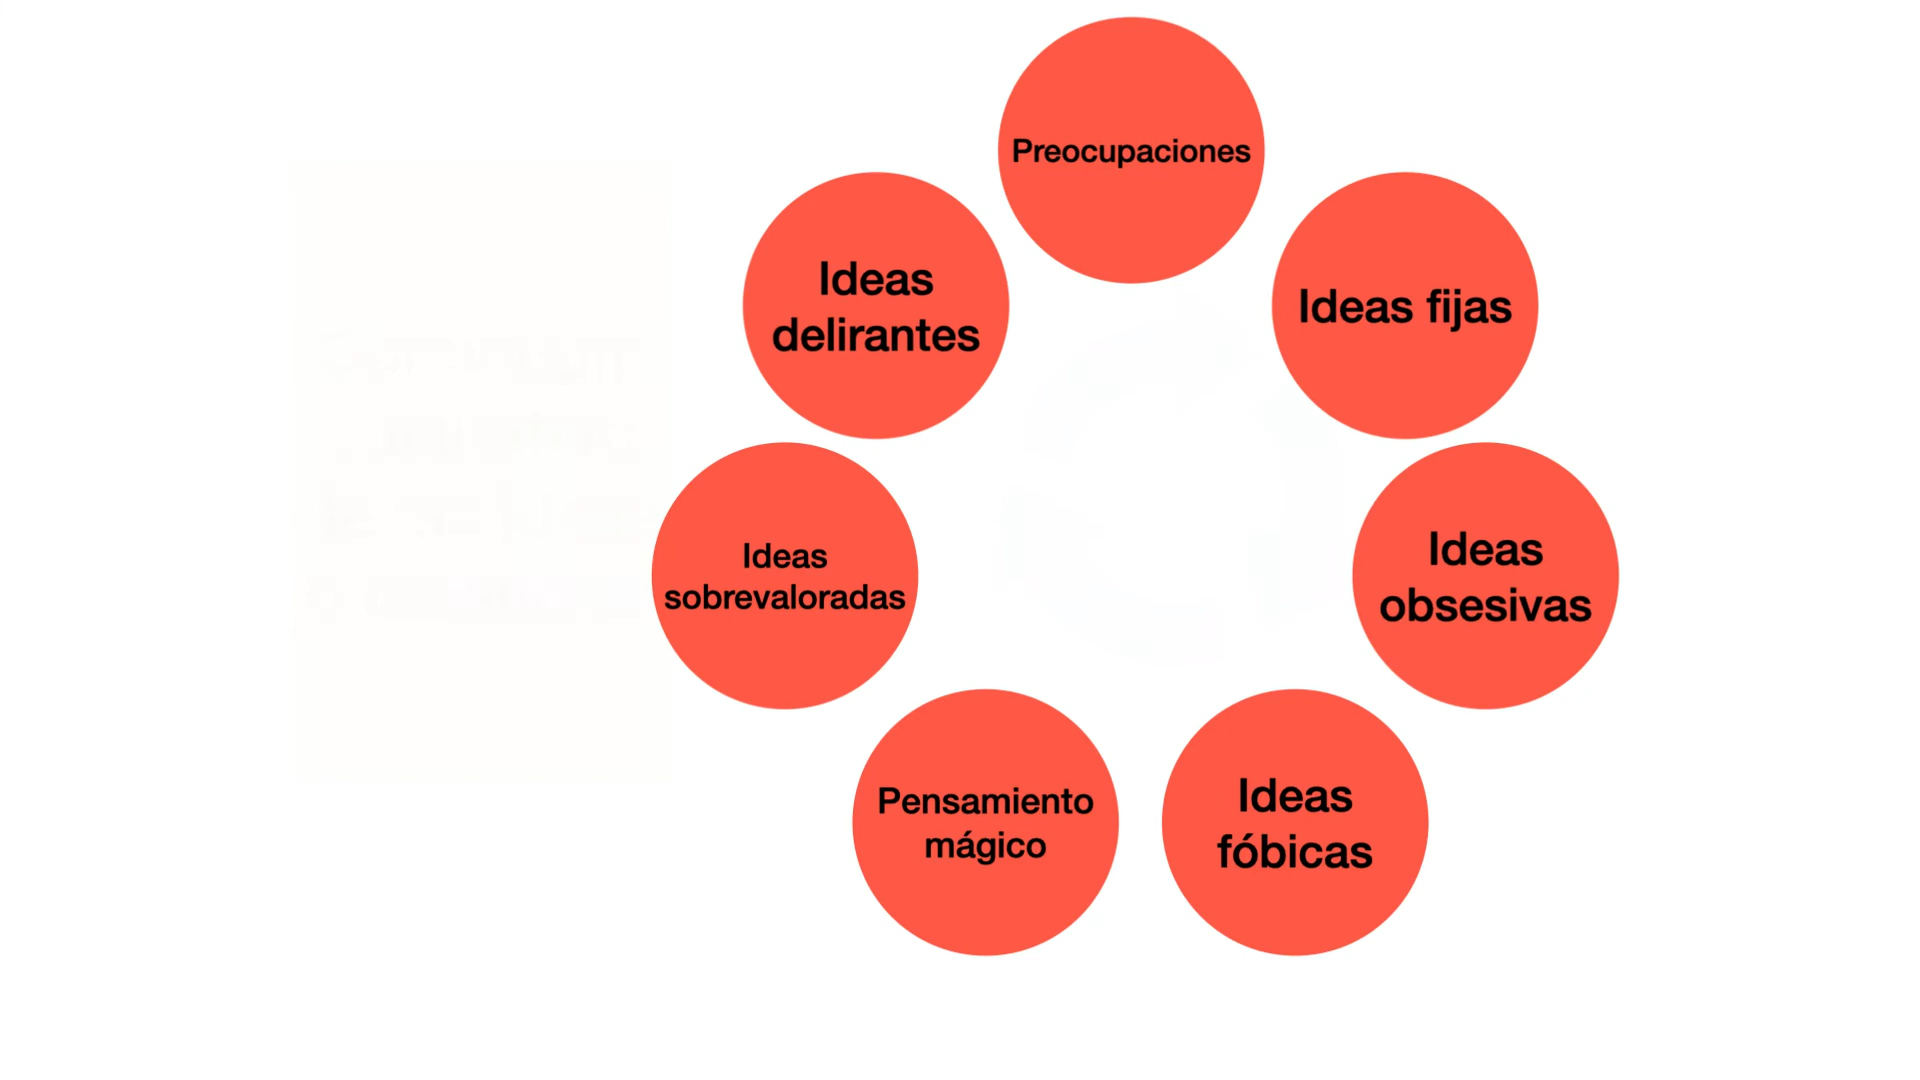 Preocupaciones
Ideas
delirantes
Ideas fijas
Ideas
sobrevaloradas
Ideas
obsesivas
Pensamiento
mágico
Ideas
fóbicas